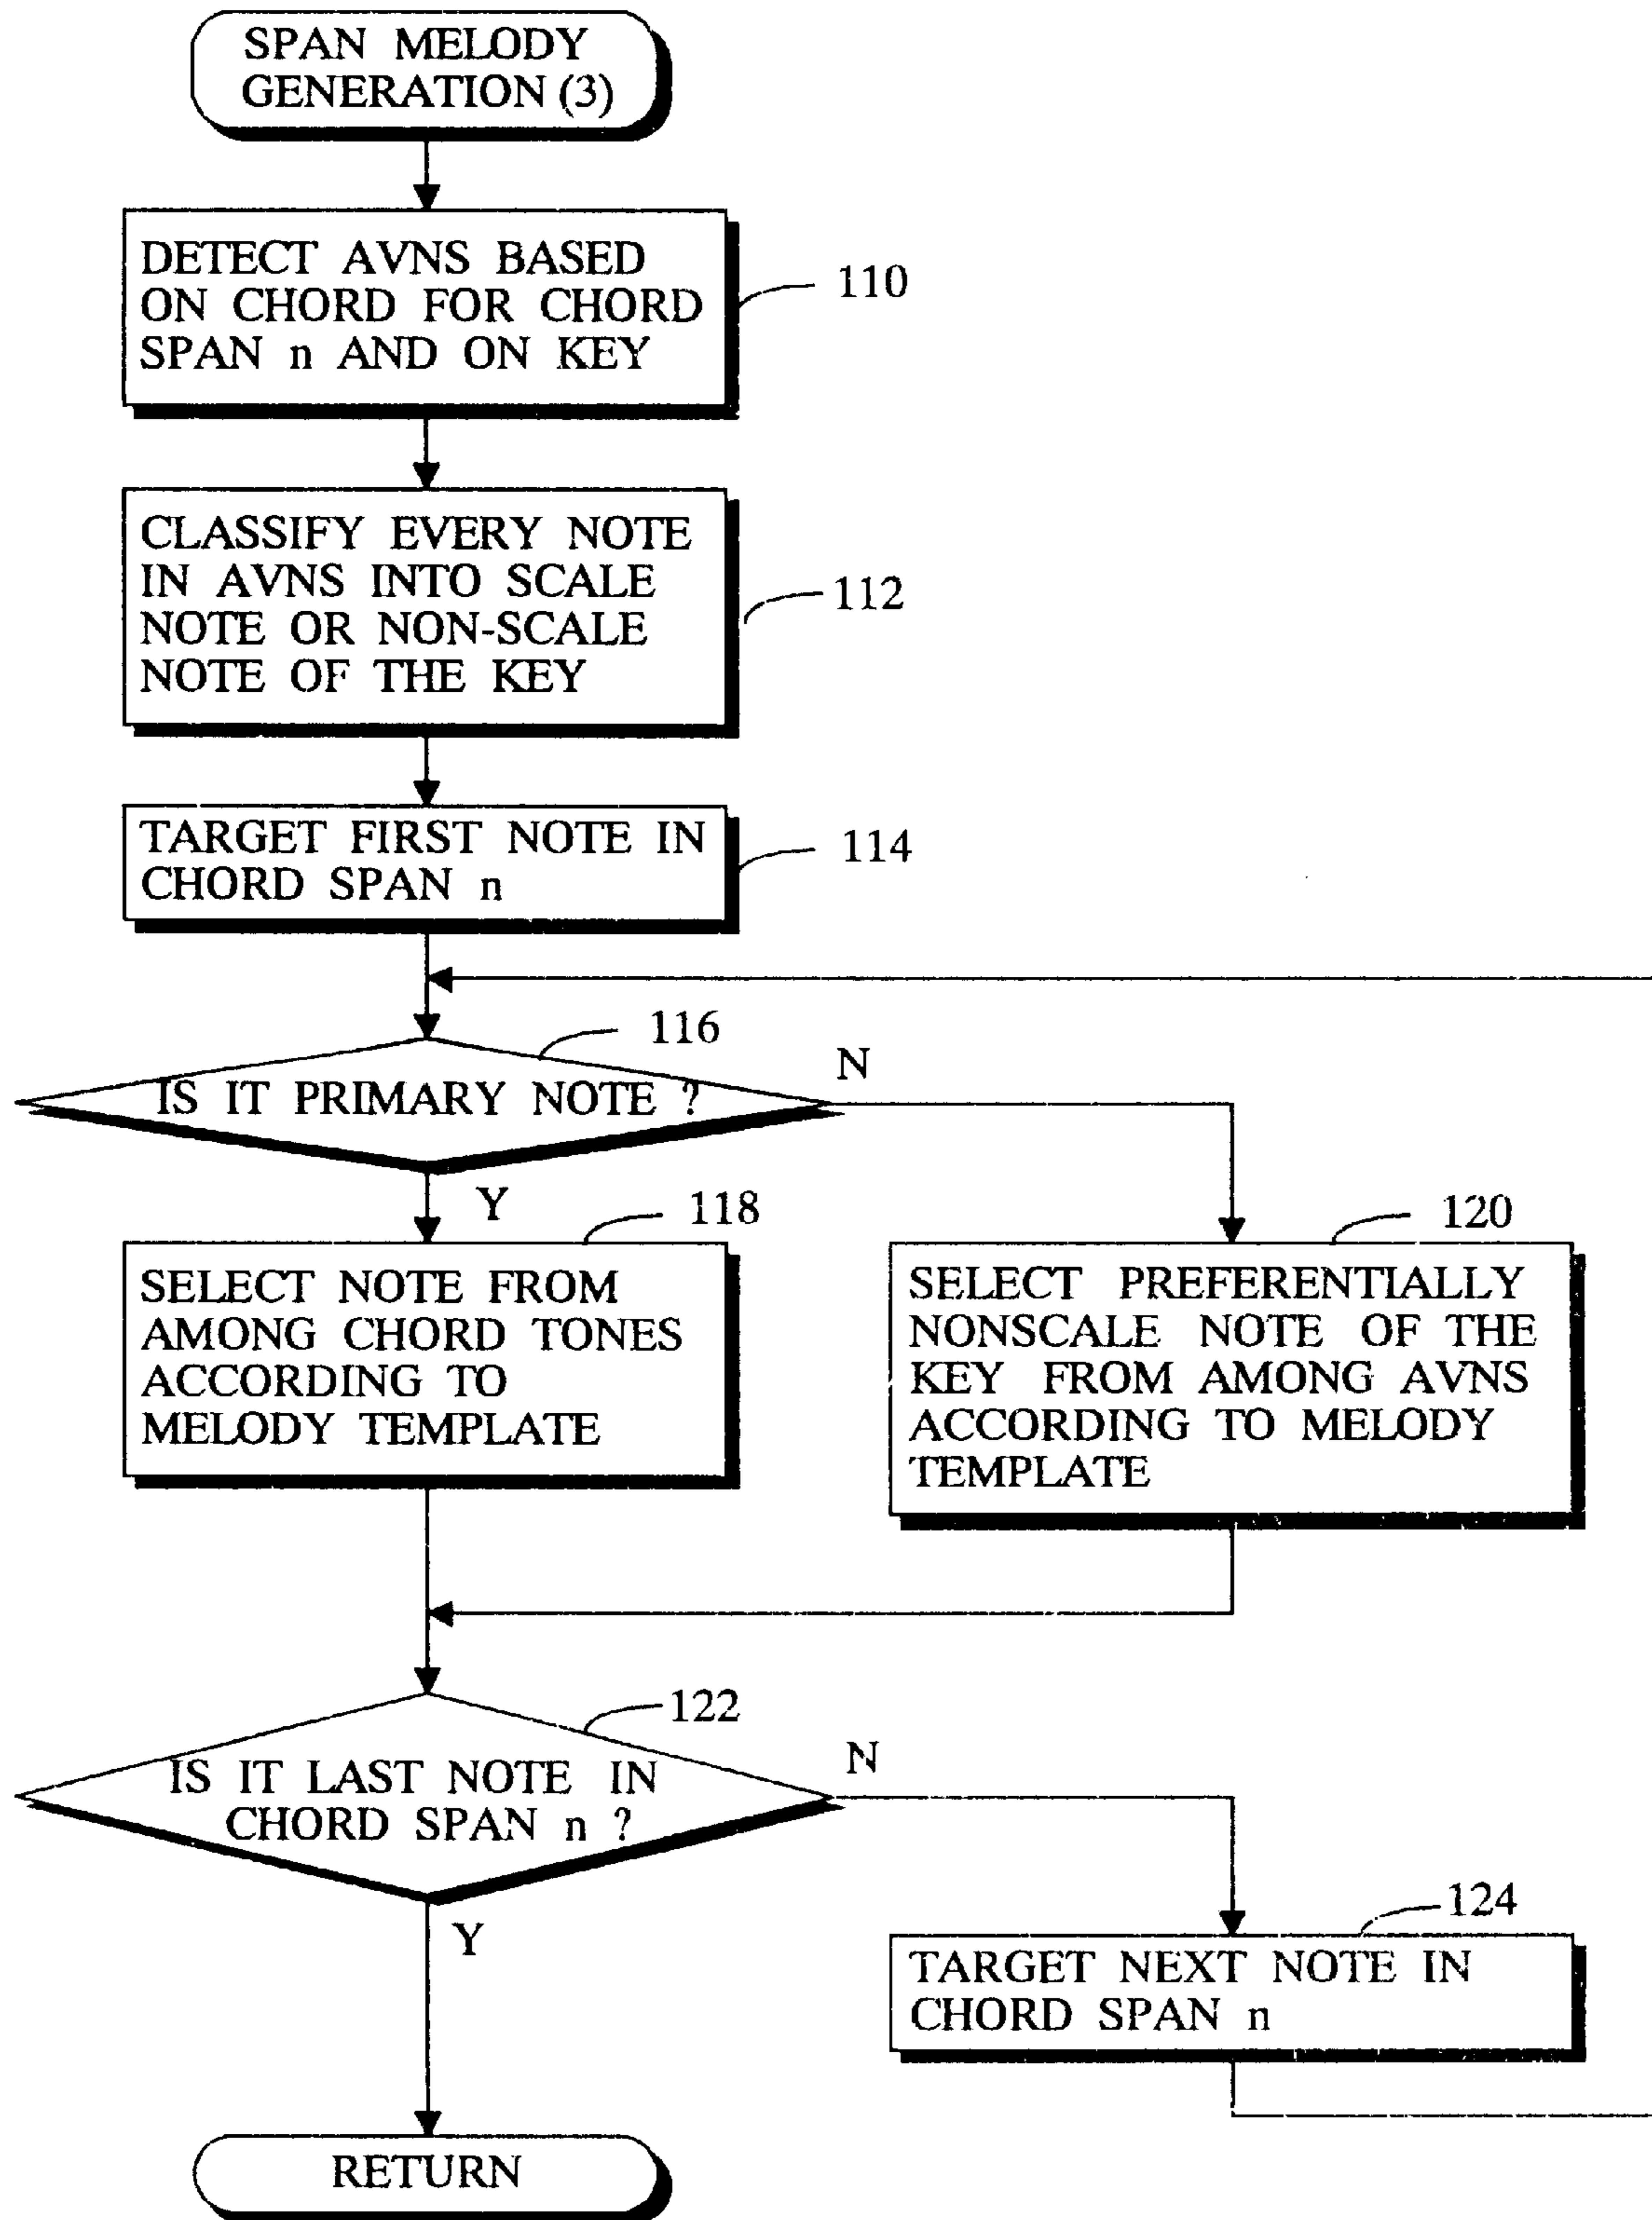 SPAN MELODY
GENERATION (3)
DETECT AVNS BASED
ON CHORD FOR CHORD
SPAN n AND ON KEY
110
CLASSIFY EVERY NOTE
IN AVNS INTO SCALE
NOTE OR NON-SCALE
NOTE OF THE KEY
112
TARGET FIRST NOTE IN
CHORD SPAN n
114
116
IS IT PRIMARY NOTE ?
N
Y
118
SELECT NOTE FROM
AMONG CHORD TONES
ACCORDING TO
MELODY TEMPLATE
120
SELECT PREFERENTIALLY
NONSCALE NOTE OF THE
KEY FROM AMONG AVNS
ACCORDING TO MELODY
TEMPLATE
122
IS IT LAST NOTE IN
CHORD SPAN n ?
N
Y
124
TARGET NEXT NOTE IN
CHORD SPAN n
RETURN